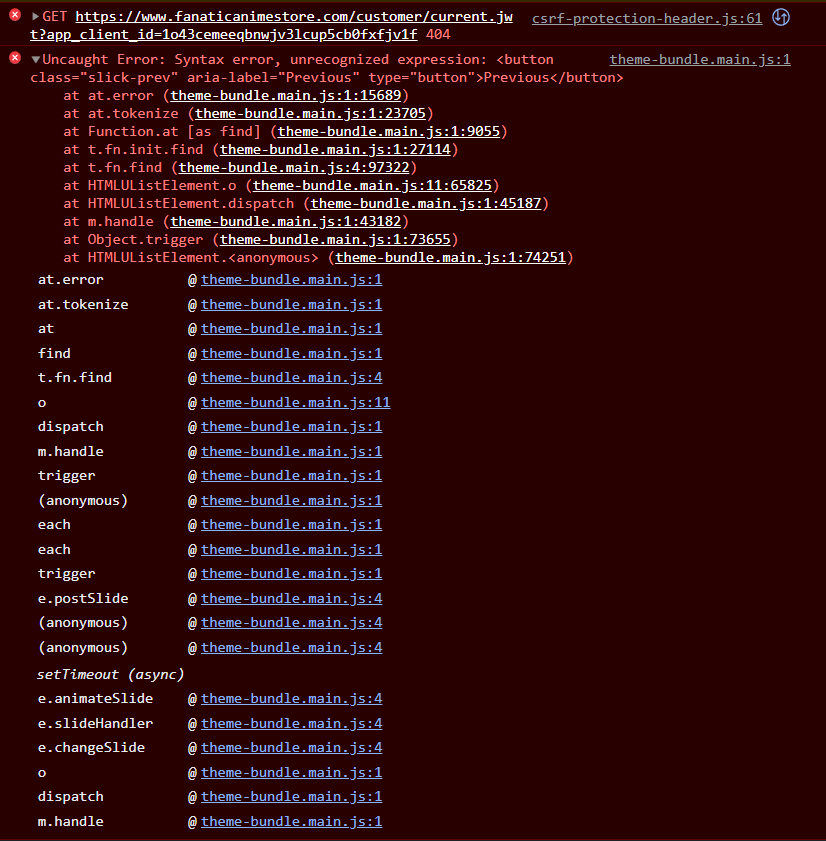 GET https://www.fanaticanimestore.com/customer/current.jw csrf-protection-header.js:61
t?app_client_id=1o43cemeeqbnwjv3lcup5cb0fxfjv1f 404
Uncaught Error: Syntax error, unrecognized expression: <button theme-bundle.main.js:1
class="slick-prev" aria-label="Previous" type="button">Previous</button>
at at.error (theme-bundle.main.js:1:15689)
at at.tokenize (theme-bundle.main.js:1:23705)
at Function.at [as find] (theme-bundle.main.js:1:9055)
at t.fn.init.find (theme-bundle.main.js:1:27114)
at t.fn.find (theme-bundle.main.js:4:97322)
at HTMLUListElement.o (theme-bundle.main.js:11:65825)
at HTMLUListElement.dispatch (theme-bundle.main.js:1:45187)
at m.handle (theme-bundle.main.js:1:43182)
at Object.trigger (theme-bundle.main.js:1:73655)
at HTMLUListElement.<anonymous> (theme-bundle.main.js:1:74251)
at.error @ theme-bundle.main.js:1
at.tokenize @ theme-bundle.main.js:1
at @ theme-bundle.main.js:1
find @ theme-bundle.main.js:1
t.fn.find @ theme-bundle.main.js:4
o @ theme-bundle.main.js:11
dispatch @ theme-bundle.main.js:1
m.handle @ theme-bundle.main.js:1
trigger @ theme-bundle.main.js:1
(anonymous) @ theme-bundle.main.js:1
each @ theme-bundle.main.js:1
each @ theme-bundle.main.js:1
trigger @ theme-bundle.main.js:1
e.postSlide @ theme-bundle.main.js:4
(anonymous) @ theme-bundle.main.js:4
(anonymous) @ theme-bundle.main.js:4
setTimeout (async)
e.animateSlide @ theme-bundle.main.js:4
e.slideHandler @ theme-bundle.main.js:4
e.changeSlide @ theme-bundle.main.js:4
o @ theme-bundle.main.js:1
dispatch @ theme-bundle.main.js:1
m.handle @ theme-bundle.main.js:1